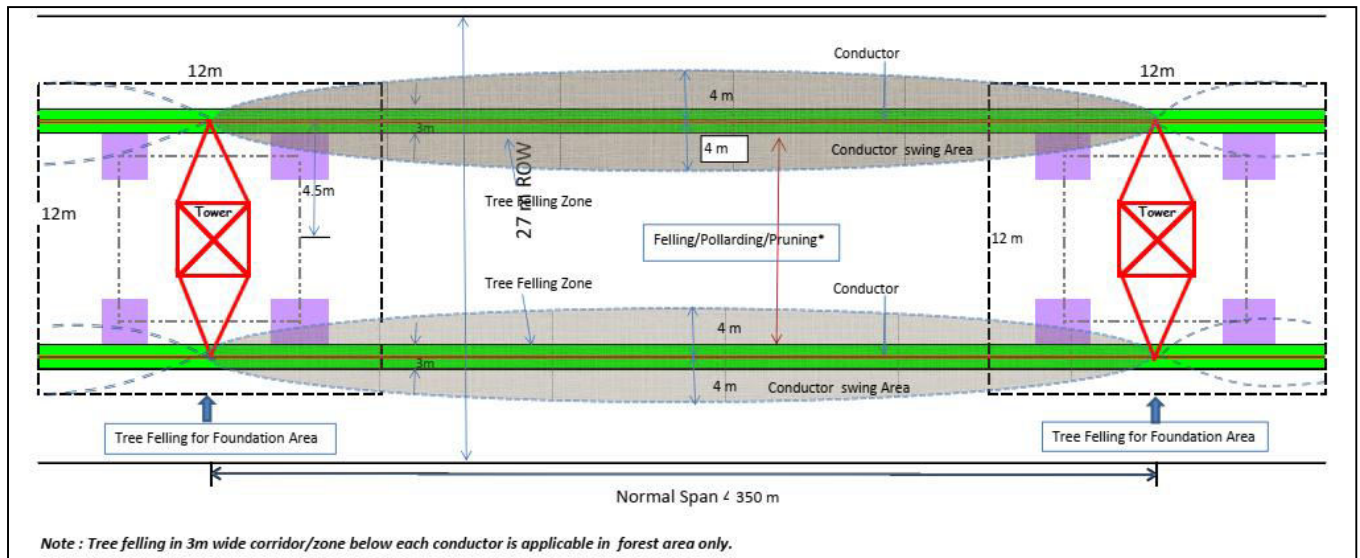 Conductor
12m
12m
4 m
3m
4 m
Conductor swing Area
4.5m
Tree Felling Zone
27 m ROW
12m
Tower
Tower
Felling/Pollarding/Pruning*
12 m
Tree Felling Zone
Conductor
4 m
3m
4 m
Conductor swing Area
Tree Felling for Foundation Area
Tree Felling for Foundation Area
Normal Span 350 m
Note : Tree felling in 3m wide corridor/zone below each conductor is applicable in forest area only.